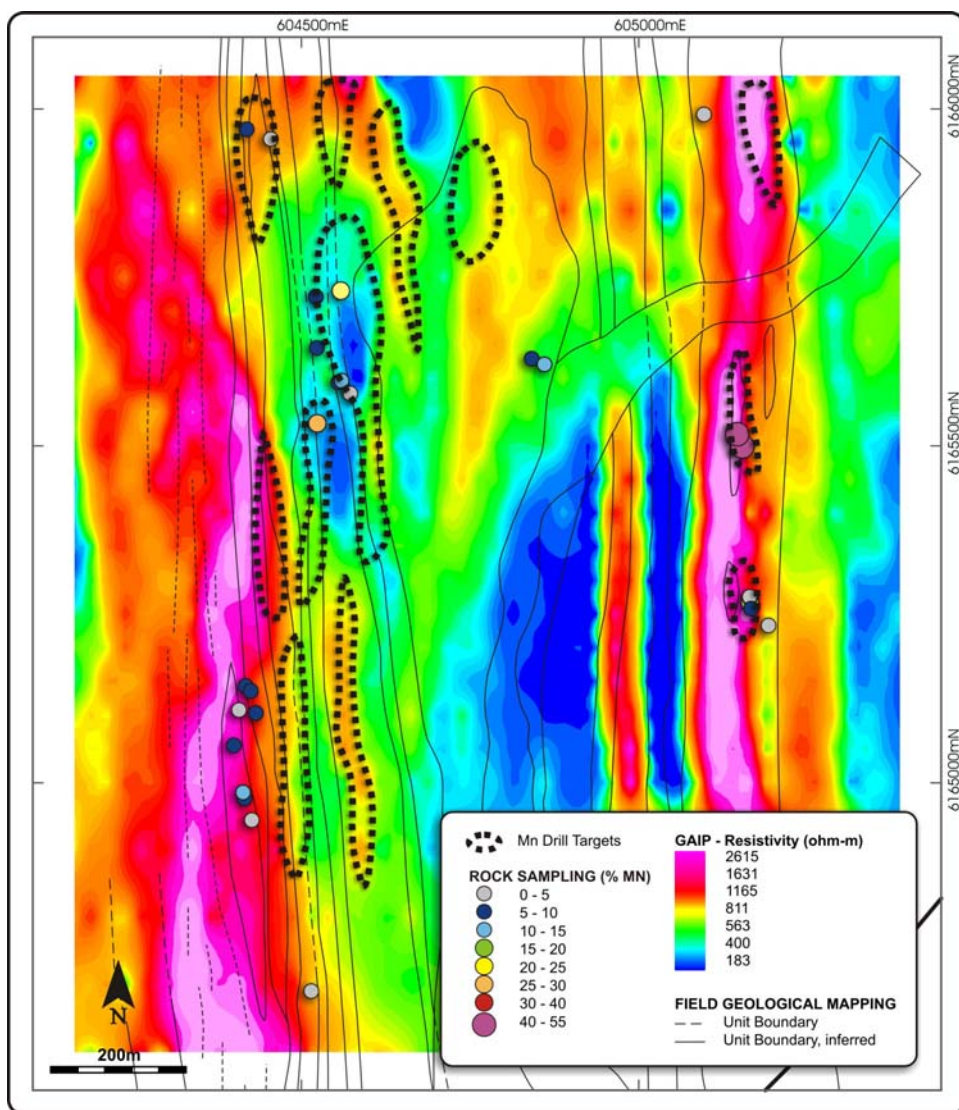 604500mE
605000mE
6166000mN
6165500mN
6165000mN
Mn Drill Targets
ROCK SAMPLING (% MN)
0 - 5
5 - 10
10 - 15
15 - 20
20 - 25
25 - 30
30 - 40
40 - 55
GAIP - Resistivity (ohm-m)
2615
1631
1165
811
563
400
183
FIELD GEOLOGICAL MAPPING
Unit Boundary
Unit Boundary, inferred
N
200m